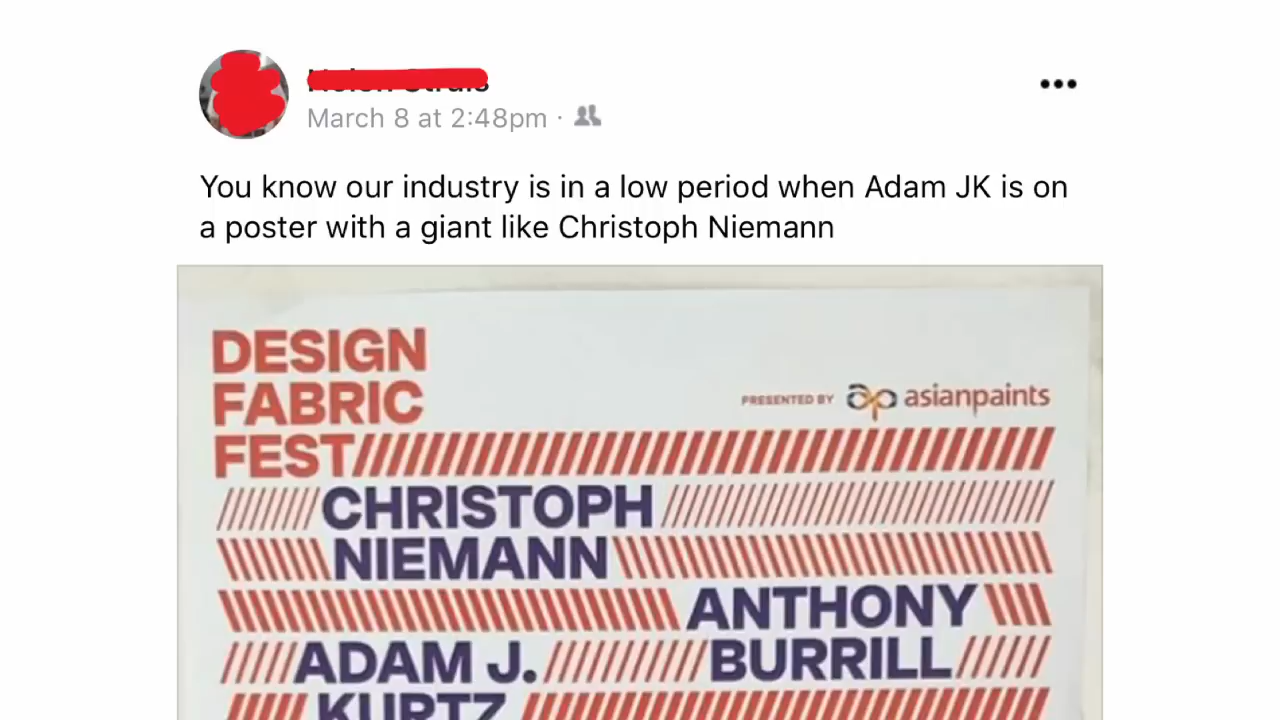 March 8 at 2:48pm ·
You know our industry is in a low period when Adam JK is on
a poster with a giant like Christoph Niemann
DESIGN
FABRIC
PRESENTED BY asianpaints
FEST
CHRISTOPH
NIEMANN
ANTHONY
ADAM J. BURRILL
KURTZ